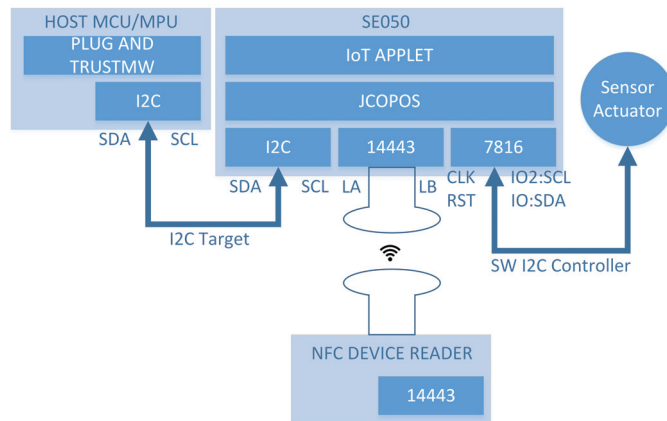 HOST MCU/MPU
PLUG AND
TRUSTMW
I2C
SDA SCL
SE050
IoT APPLET
JCOPOS
I2C
14443
7816
SDA SCL
LA LB
CLK
RST
IO2:SCL
IO:SDA
Sensor
Actuator
I2C Target
SW I2C Controller
NFC DEVICE READER
14443